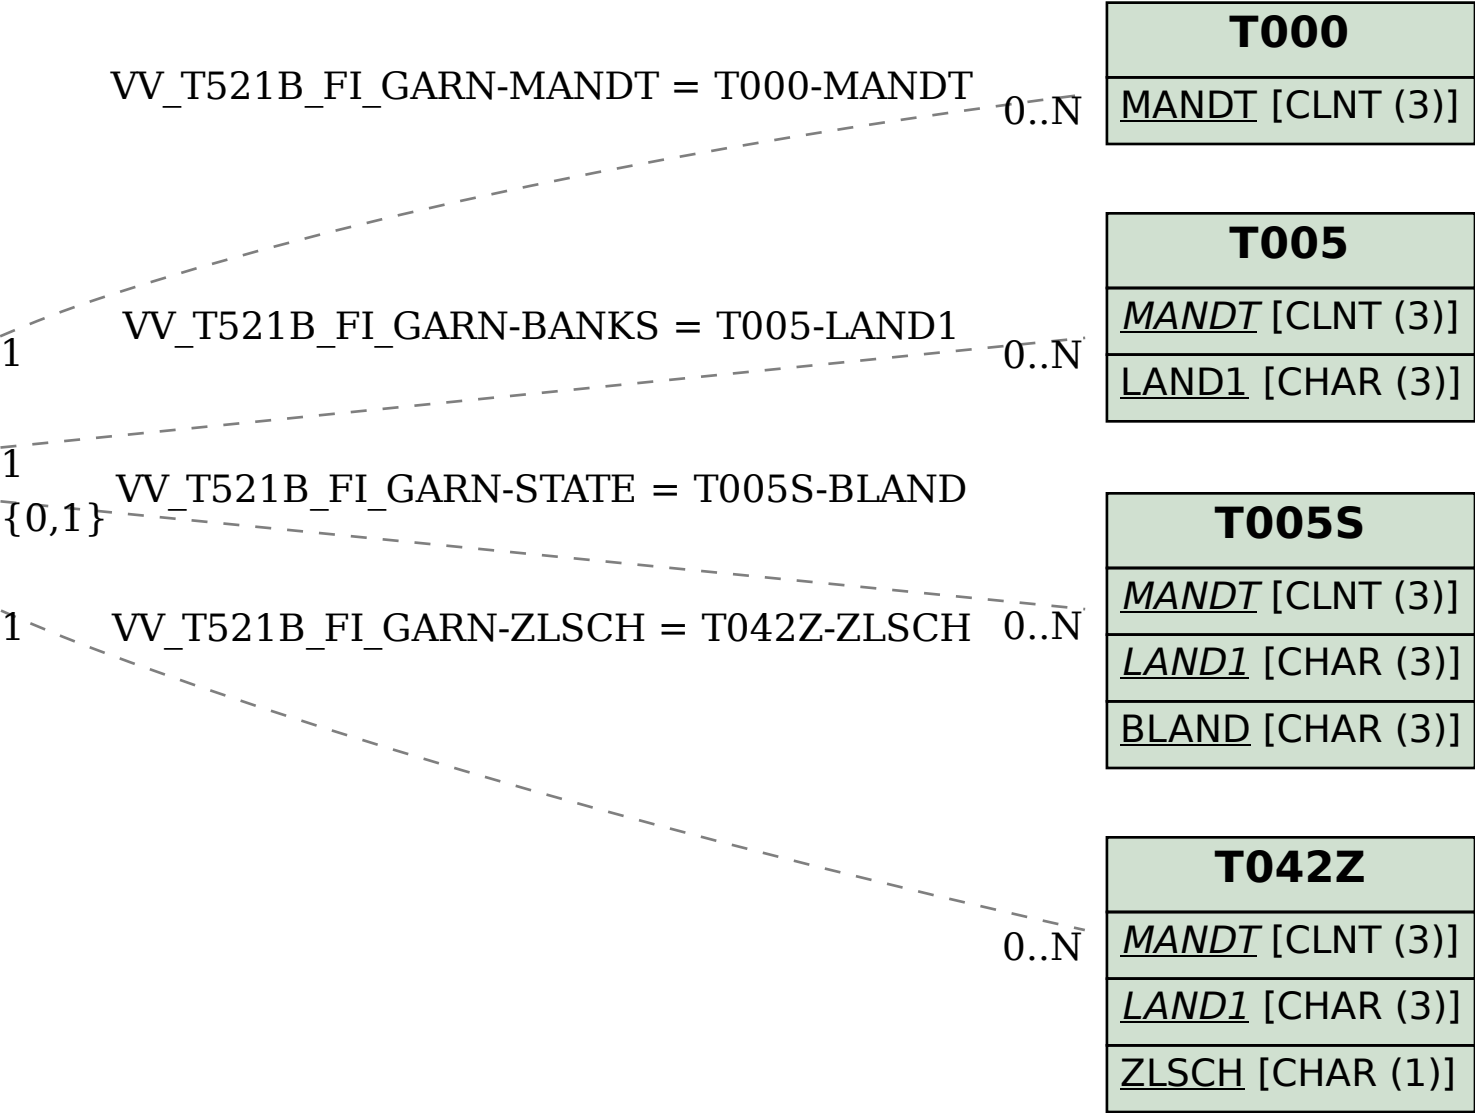 T000
VV_T521B_FI_GARN-MANDT = T000-MANDT
0..N
MANDT [CLNT (3)]
T005
MANDT [CLNT (3)]
VV_T521B_FI_GARN-BANKS = T005-LAND1
1
0..N
LAND1 [CHAR (3)]
1
VV_T521B_FI_GARN-STATE = T005S-BLAND
{0,1}
T005S
MANDT [CLNT (3)]
1
VV_T521B_FI_GARN-ZLSCH = T042Z-ZLSCH
0..N
LAND1 [CHAR (3)]
BLAND [CHAR (3)]
T042Z
0..N
MANDT [CLNT (3)]
LAND1 [CHAR (3)]
ZLSCH [CHAR (1)]